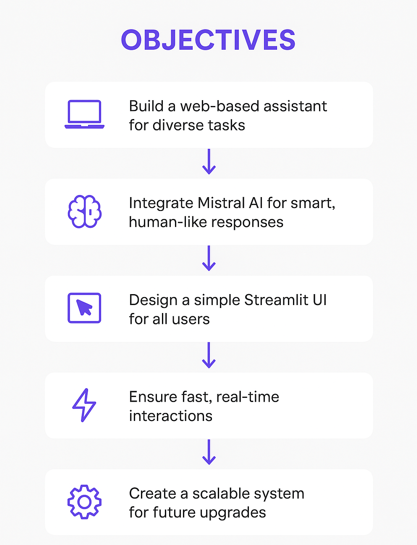 OBJECTIVES
Build a web-based assistant
for diverse tasks
Integrate Mistral AI for smart,
human-like responses
Design a simple Streamlit UI
for all users
Ensure fast, real-time
interactions
Create a scalable system
for future upgrades